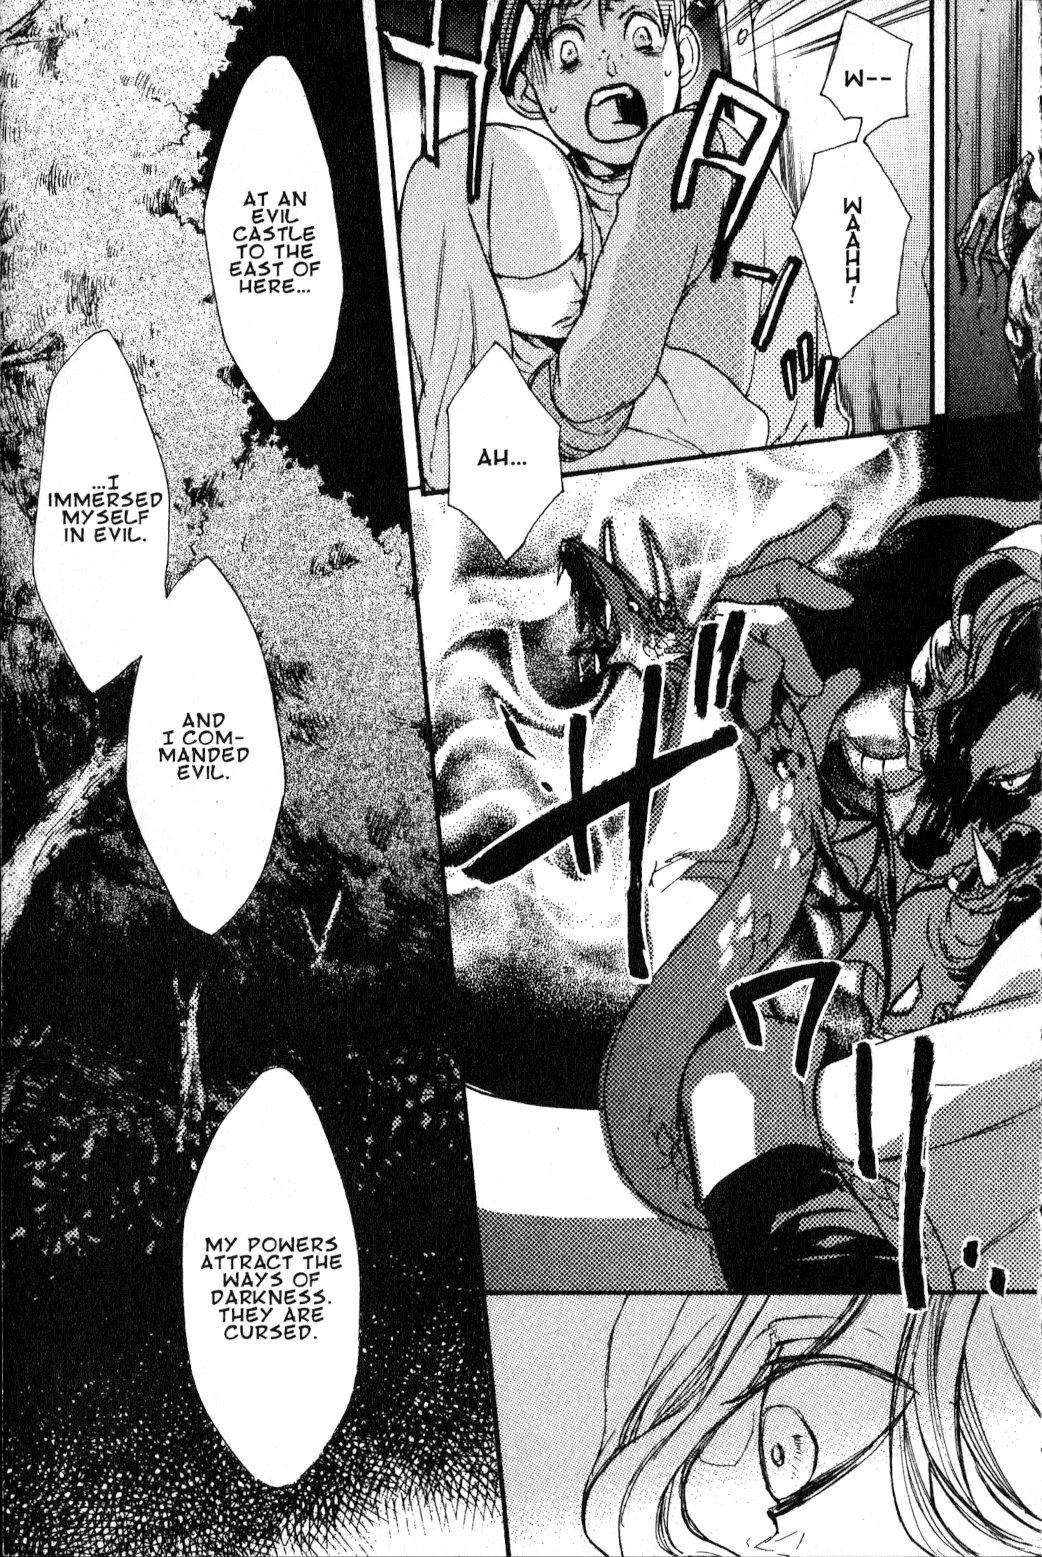 W--
WAAHH!
AH...
AT AN
EVIL
CASTLE
TO THE
EAST OF
HERE...
...I
IMMERSED
MYSELF
IN EVIL.
AND
I COM-
MANDED
EVIL.
MY POWERS
ATTRACT THE
WAYS OF
DARKNESS.
THEY ARE
CURSED.